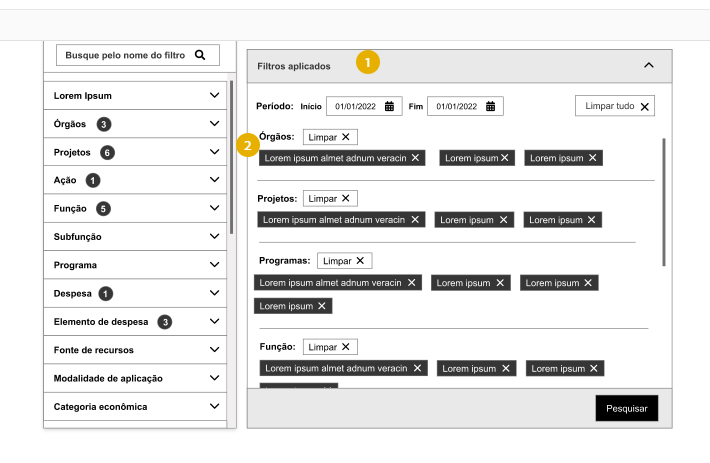 Busque pelo nome do filtro
Lorem Ipsum
Órgãos 3
Projetos 6
Ação 1
Função 5
Subfunção
Programa
Despesa 1
Elemento de despesa 3
Fonte de recursos
Modalidade de aplicação
Categoria econômica
Filtros aplicados 1
Período: Início 01/01/2022 Fim 01/01/2022 Limpar tudo X
2 Órgãos: Limpar X
Lorem ipsum almet adnum veracin X Lorem ipsum X Lorem ipsum X
Projetos: Limpar X
Lorem ipsum almet adnum veracin X Lorem ipsum X Lorem ipsum X
Programas: Limpar X
Lorem ipsum almet adnum veracin X Lorem ipsum X Lorem ipsum X
Lorem ipsum X
Função: Limpar X
Lorem ipsum almet adnum veracin X Lorem ipsum X Lorem ipsum X
Pesquisar